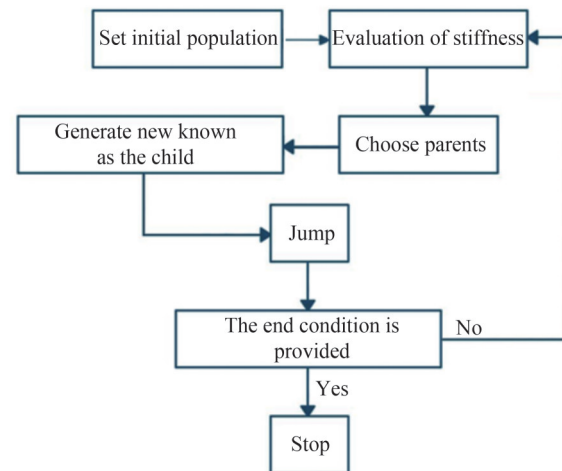 Set initial population
Evaluation of stiffness
Choose parents
Generate new known
as the child
Jump
The end condition is
provided
No
Yes
Stop